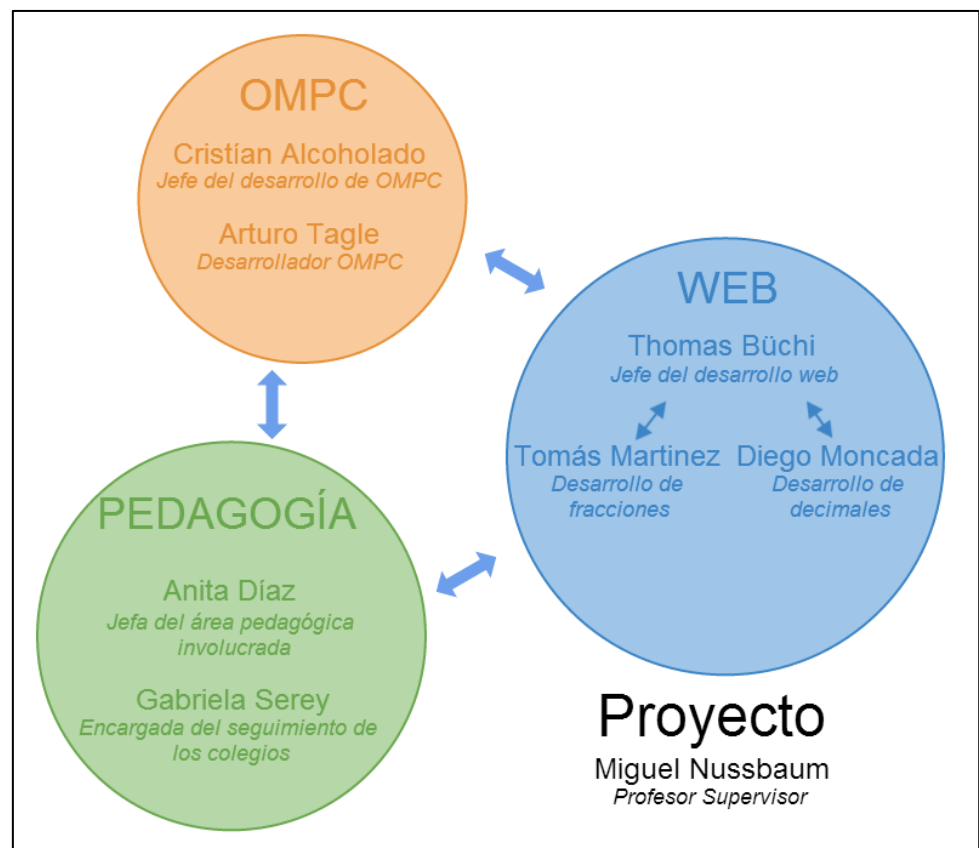 OMPC
Cristían Alcoholado
Jefe del desarrollo de OMPC
Arturo Tagle
Desarrollador OMPC
WEB
Thomas Büchi
Jefe del desarrollo web
Tomás Martinez
Desarrollo de
fracciones
Diego Moncada
Desarrollo de
decimales
PEDAGOGÍA
Anita Díaz
Jefa del área pedagógica
involucrada
Gabriela Serey
Encargada del seguimiento de
los colegios
Proyecto
Miguel Nussbaum
Profesor Supervisor